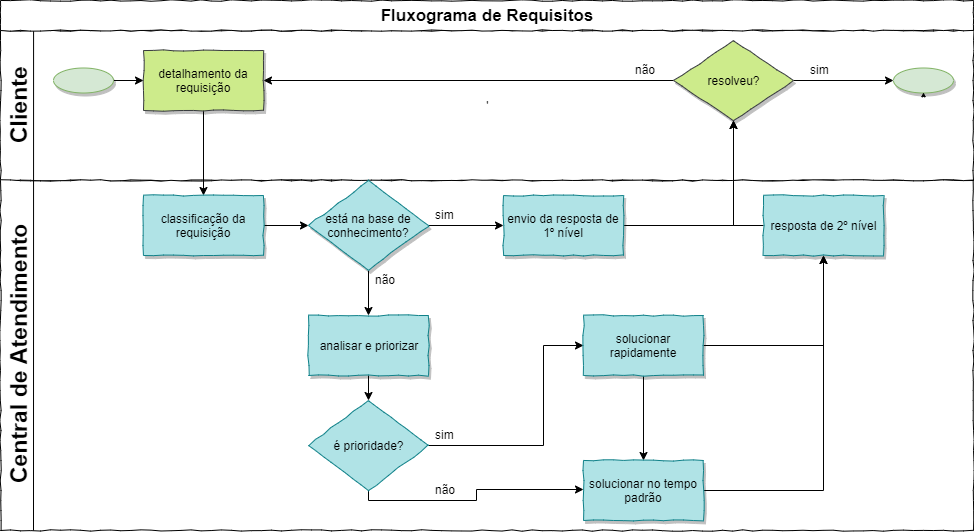 Fluxograma de Requisitos
Cliente
detalhamento da
requisição
não
resolveu?
sim
Central de Atendimento
classificação da
requisição
está na base de
conhecimento?
sim
envio da resposta de
1º nível
resposta de 2º nível
não
analisar e priorizar
solucionar
rapidamente
é prioridade?
sim
não
solucionar no tempo
padrão